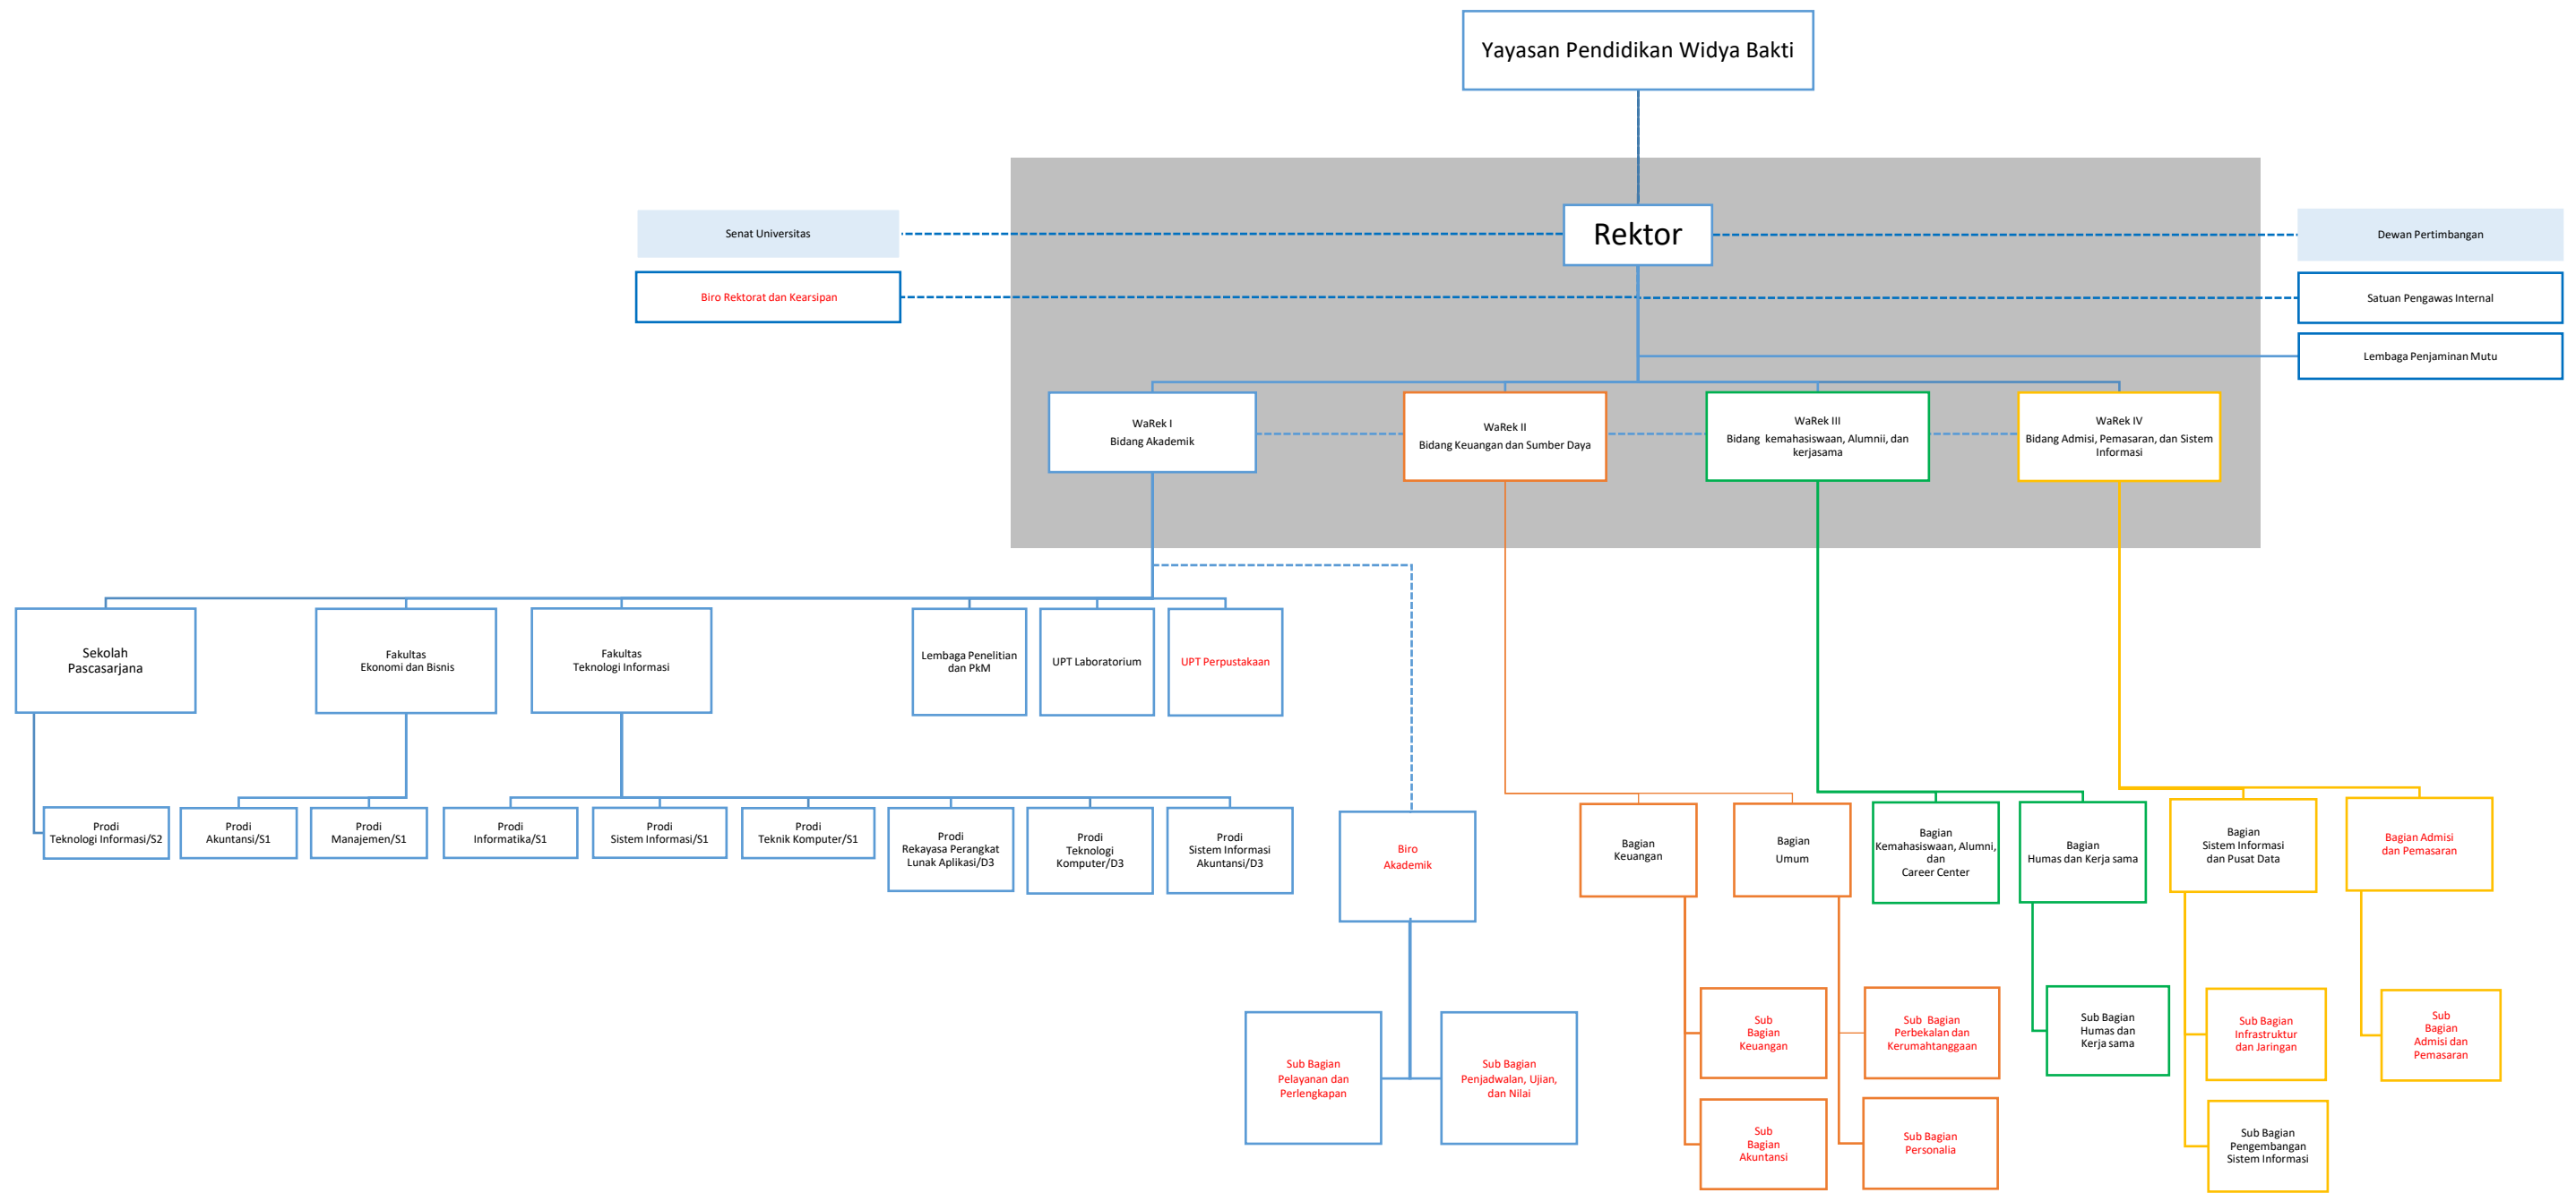 Yayasan Pendidikan Widya Bakti
Rektor
Senat Universitas
Dewan Pertimbangan
Biro Rektorat dan Kearsipan
Satuan Pengawas Internal
Lembaga Penjaminan Mutu
WaRek I
Bidang Akademik
WaRek II
Bidang Keuangan dan Sumber Daya
WaRek III
Bidang kemahasiswaan, Alumnii, dan
kerjasama
WaRek IV
Bidang Admisi, Pemasaran, dan Sistem
Informasi
Sekolah
Pascasarjana
Fakultas
Ekonomi dan Bisnis
Fakultas
Teknologi Informasi
Lembaga Penelitian
dan PkM
UPT Laboratorium
UPT Perpustakaan
Prodi
Teknologi Informasi/S2
Prodi
Akuntansi/S1
Prodi
Manajemen/S1
Prodi
Informatika/S1
Prodi
Sistem Informasi/S1
Prodi
Teknik Komputer/S1
Prodi
Rekayasa Perangkat
Lunak Aplikasi/D3
Prodi
Teknologi
Komputer/D3
Prodi
Sistem Informasi
Akuntansi/D3
Biro
Akademik
Bagian
Keuangan
Bagian
Umum
Bagian
Kemahasiswaan, Alumni,
dan
Career Center
Bagian
Humas dan Kerja sama
Bagian
Sistem Informasi
dan Pusat Data
Bagian Admisi
dan Pemasaran
Sub Bagian
Pelayanan dan
Perlengkapan
Sub Bagian
Penjadwalan, Ujian,
dan Nilai
Sub
Bagian
Keuangan
Sub Bagian
Perbekalan dan
Kerumahtanggaan
Sub Bagian
Humas dan
Kerja sama
Sub Bagian
Infrastruktur
dan Jaringan
Sub
Bagian
Admisi dan
Pemasaran
Sub
Bagian
Akuntansi
Sub Bagian
Personalia
Sub Bagian
Pengembangan
Sistem Informasi